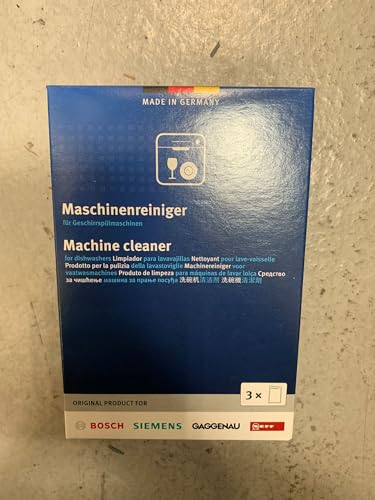 MADE IN GERMANY
Maschinenreiniger
für Geschirrspülmaschinen
Machine cleaner
for dishwashers Limpiador para lavavajillas Nettoyant pour lave-vaisselle
Prodotto per la pulizia della lavastoviglie Machinereiniger voor
vaatwasmachines Produto de limpeza para máquinas de lavar loiça Средство
за чишћење машина за прање посуђа 洗碗机清洁剂 洗碗機清潔劑
3 ×
ORIGINAL PRODUCT FOR
BOSCH SIEMENS GAGGENAU NEFF